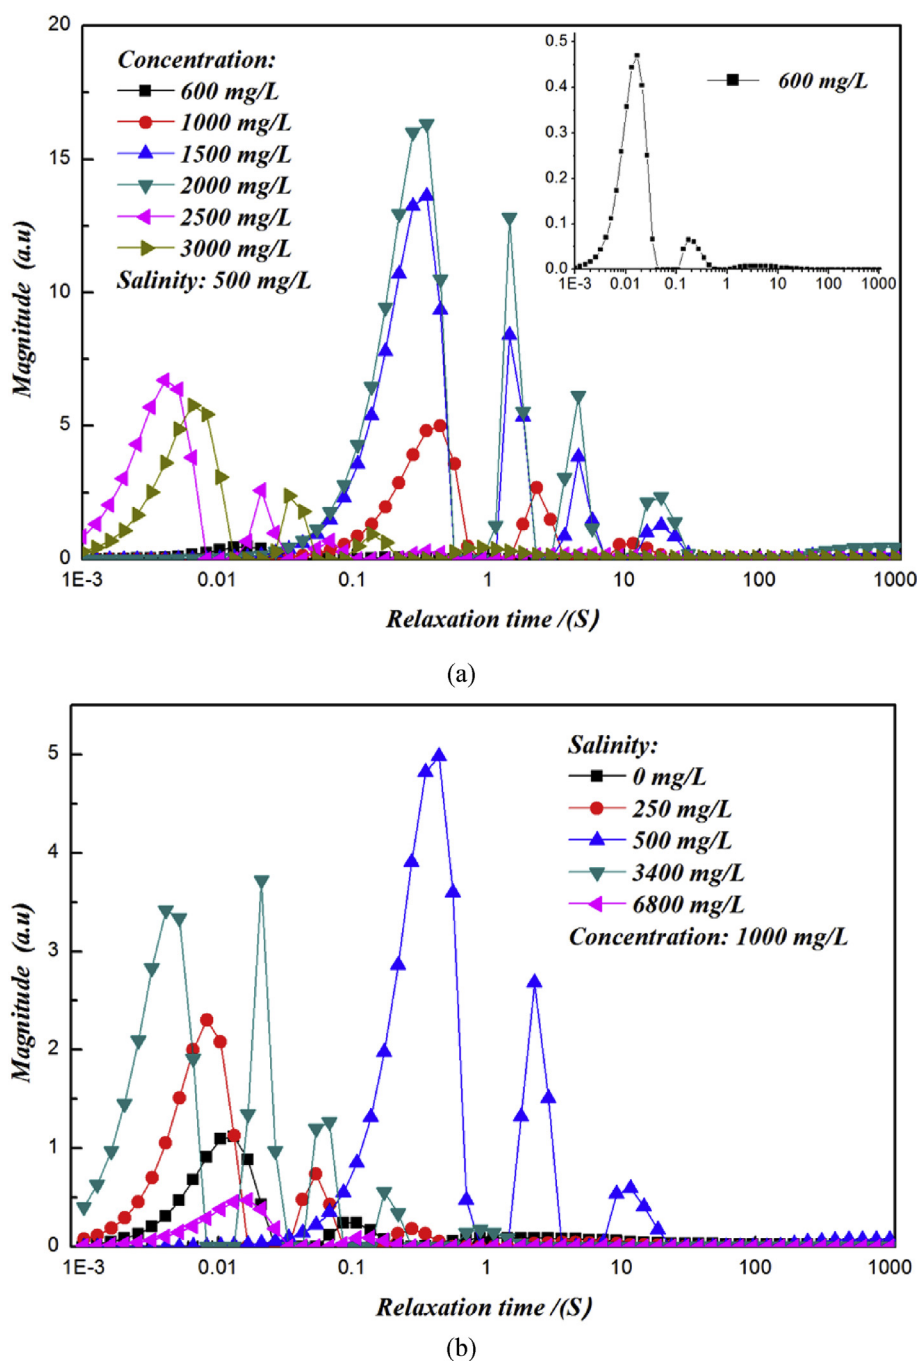 20
15
10
5
0
Magnitude (a.u)
Concentration:
600 mg/L
1000 mg/L
1500 mg/L
2000 mg/L
2500 mg/L
3000 mg/L
Salinity: 500 mg/L
0.5
0.4
0.3
0.2
0.1
0.0
600 mg/L
1E-3 0.01 0.1 1 10 100 1000
1E-3 0.01 0.1 1 10 100 1000
Relaxation time /(S)
(a)
5
4
3
2
1
0
Magnitude (a.u)
Salinity:
0 mg/L
250 mg/L
500 mg/L
3400 mg/L
6800 mg/L
Concentration: 1000 mg/L
1E-3 0.01 0.1 1 10 100 1000
Relaxation time /(S)
(b)